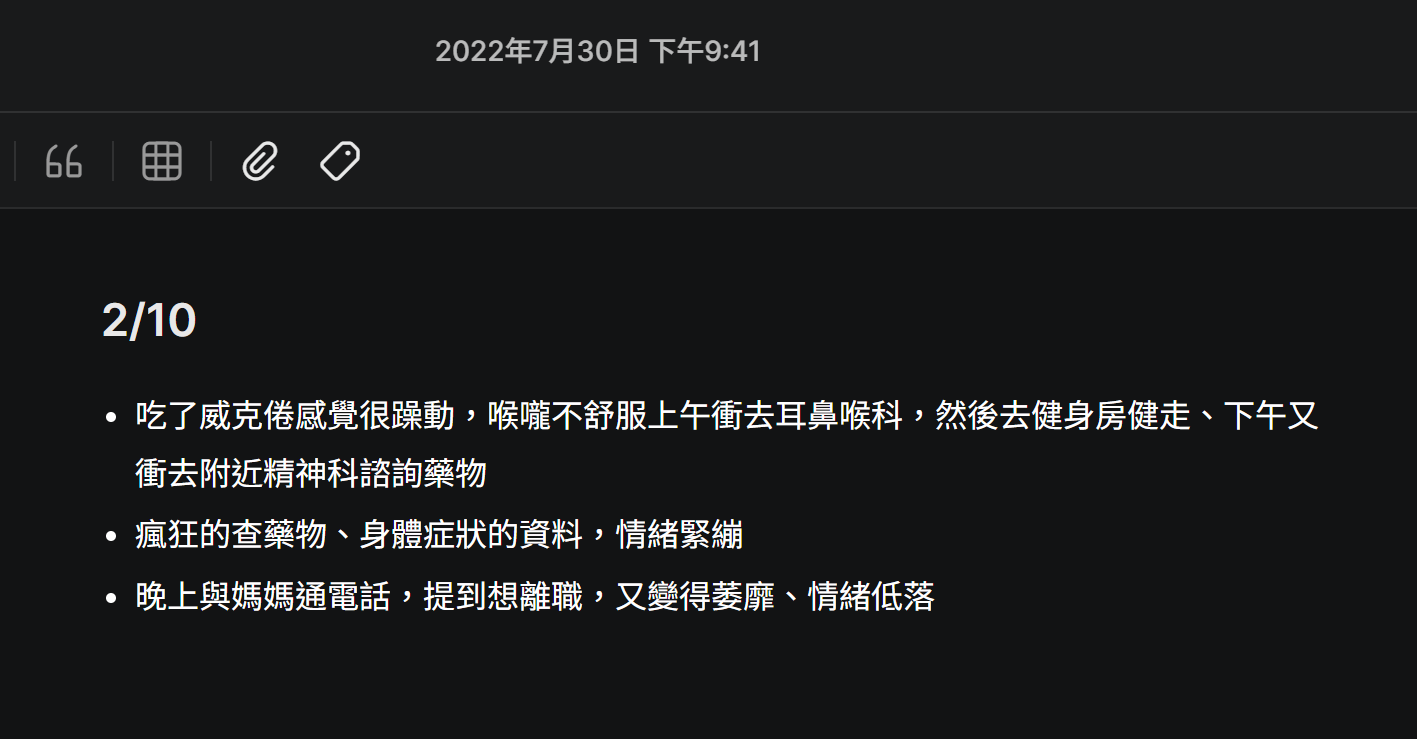 2022年7月30日 下午9:41
2/10
• 吃了威克倦感覺很躁動，喉嚨不舒服上午衝去耳鼻喉科，然後去健身房健走、下午又
衝去附近精神科諮詢藥物
• 瘋狂的查藥物、身體症狀的資料，情緒緊繃
• 晚上與媽媽通電話，提到想離職，又變得萎靡、情緒低落